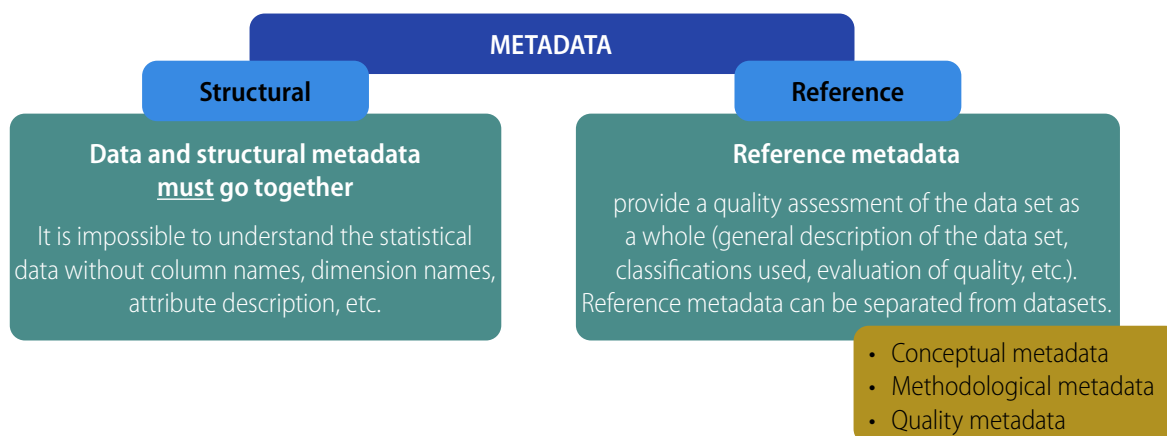 METADATA
Structural
Data and structural metadata
must go together
It is impossible to understand the statistical
data without column names, dimension names,
attribute description, etc.
Reference
Reference metadata
provide a quality assessment of the data set as
a whole (general description of the data set,
classifications used, evaluation of quality, etc.).
Reference metadata can be separated from datasets.
• Conceptual metadata
• Methodological metadata
• Quality metadata